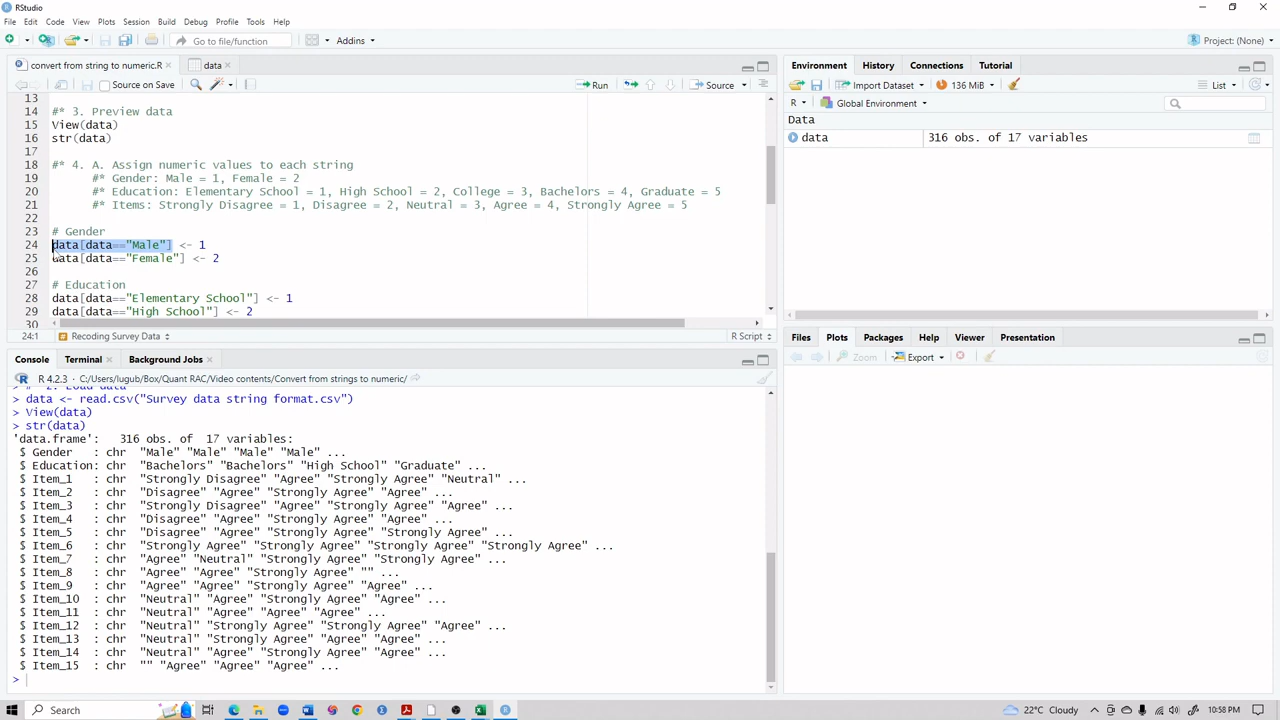 RStudio
File Edit Code View Plots Session Build Debug Profile Tools Help
Go to file/function Addins Project: (None)
convert from string to numeric.R data
Source on Save Run Source
13
14 #* 3. Preview data
15 View(data)
16 str(data)
17
18 #* 4. A. Assign numeric values to each string
19 #* Gender: Male = 1, Female = 2
20 #* Education: Elementary School = 1, High School = 2, College = 3, Bachelors = 4, Graduate = 5
21 #* Items: Strongly Disagree = 1, Disagree = 2, Neutral = 3, Agree = 4, Strongly Agree = 5
22
23 # Gender
24 data[data=="Male"] <- 1
25 data[data=="Female"] <- 2
26
27 # Education
28 data[data=="Elementary School"] <- 1
29 data[data=="High School"] <- 2
30
24:1 Recoding Survey Data R Script
Console Terminal Background Jobs
R 4.2.3 · C:/Users/lugub/Box/Quant RAC/Video contents/Convert from strings to numeric/
> # 2. Load data
> data <- read.csv("Survey data string format.csv")
> View(data)
> str(data)
'data.frame': 316 obs. of 17 variables:
$ Gender : chr "Male" "Male" "Male" "Male" ...
$ Education: chr "Bachelors" "Bachelors" "High School" "Graduate" ...
$ Item_1 : chr "Strongly Disagree" "Agree" "Strongly Agree" "Neutral" ...
$ Item_2 : chr "Disagree" "Agree" "Strongly Agree" "Agree" ...
$ Item_3 : chr "Strongly Disagree" "Agree" "Strongly Agree" "Agree" ...
$ Item_4 : chr "Disagree" "Agree" "Strongly Agree" "Agree" ...
$ Item_5 : chr "Disagree" "Agree" "Strongly Agree" "Strongly Agree" ...
$ Item_6 : chr "Strongly Agree" "Strongly Agree" "Strongly Agree" "Strongly Agree" ...
$ Item_7 : chr "Agree" "Neutral" "Strongly Agree" "Strongly Agree" ...
$ Item_8 : chr "Agree" "Agree" "Strongly Agree" "" ...
$ Item_9 : chr "Agree" "Agree" "Strongly Agree" "Agree" ...
$ Item_10 : chr "Neutral" "Agree" "Strongly Agree" "Agree" ...
$ Item_11 : chr "Neutral" "Agree" "Agree" "Agree" ...
$ Item_12 : chr "Neutral" "Strongly Agree" "Strongly Agree" "Agree" ...
$ Item_13 : chr "Neutral" "Strongly Agree" "Agree" "Agree" ...
$ Item_14 : chr "Neutral" "Agree" "Strongly Agree" "Agree" ...
$ Item_15 : chr "" "Agree" "Agree" "Agree" ...
>
Environment History Connections Tutorial
Import Dataset 136 MiB List
R Global Environment
Data
data 316 obs. of 17 variables
Files Plots Packages Help Viewer Presentation
Zoom Export
Search 22°C Cloudy 10:58 PM